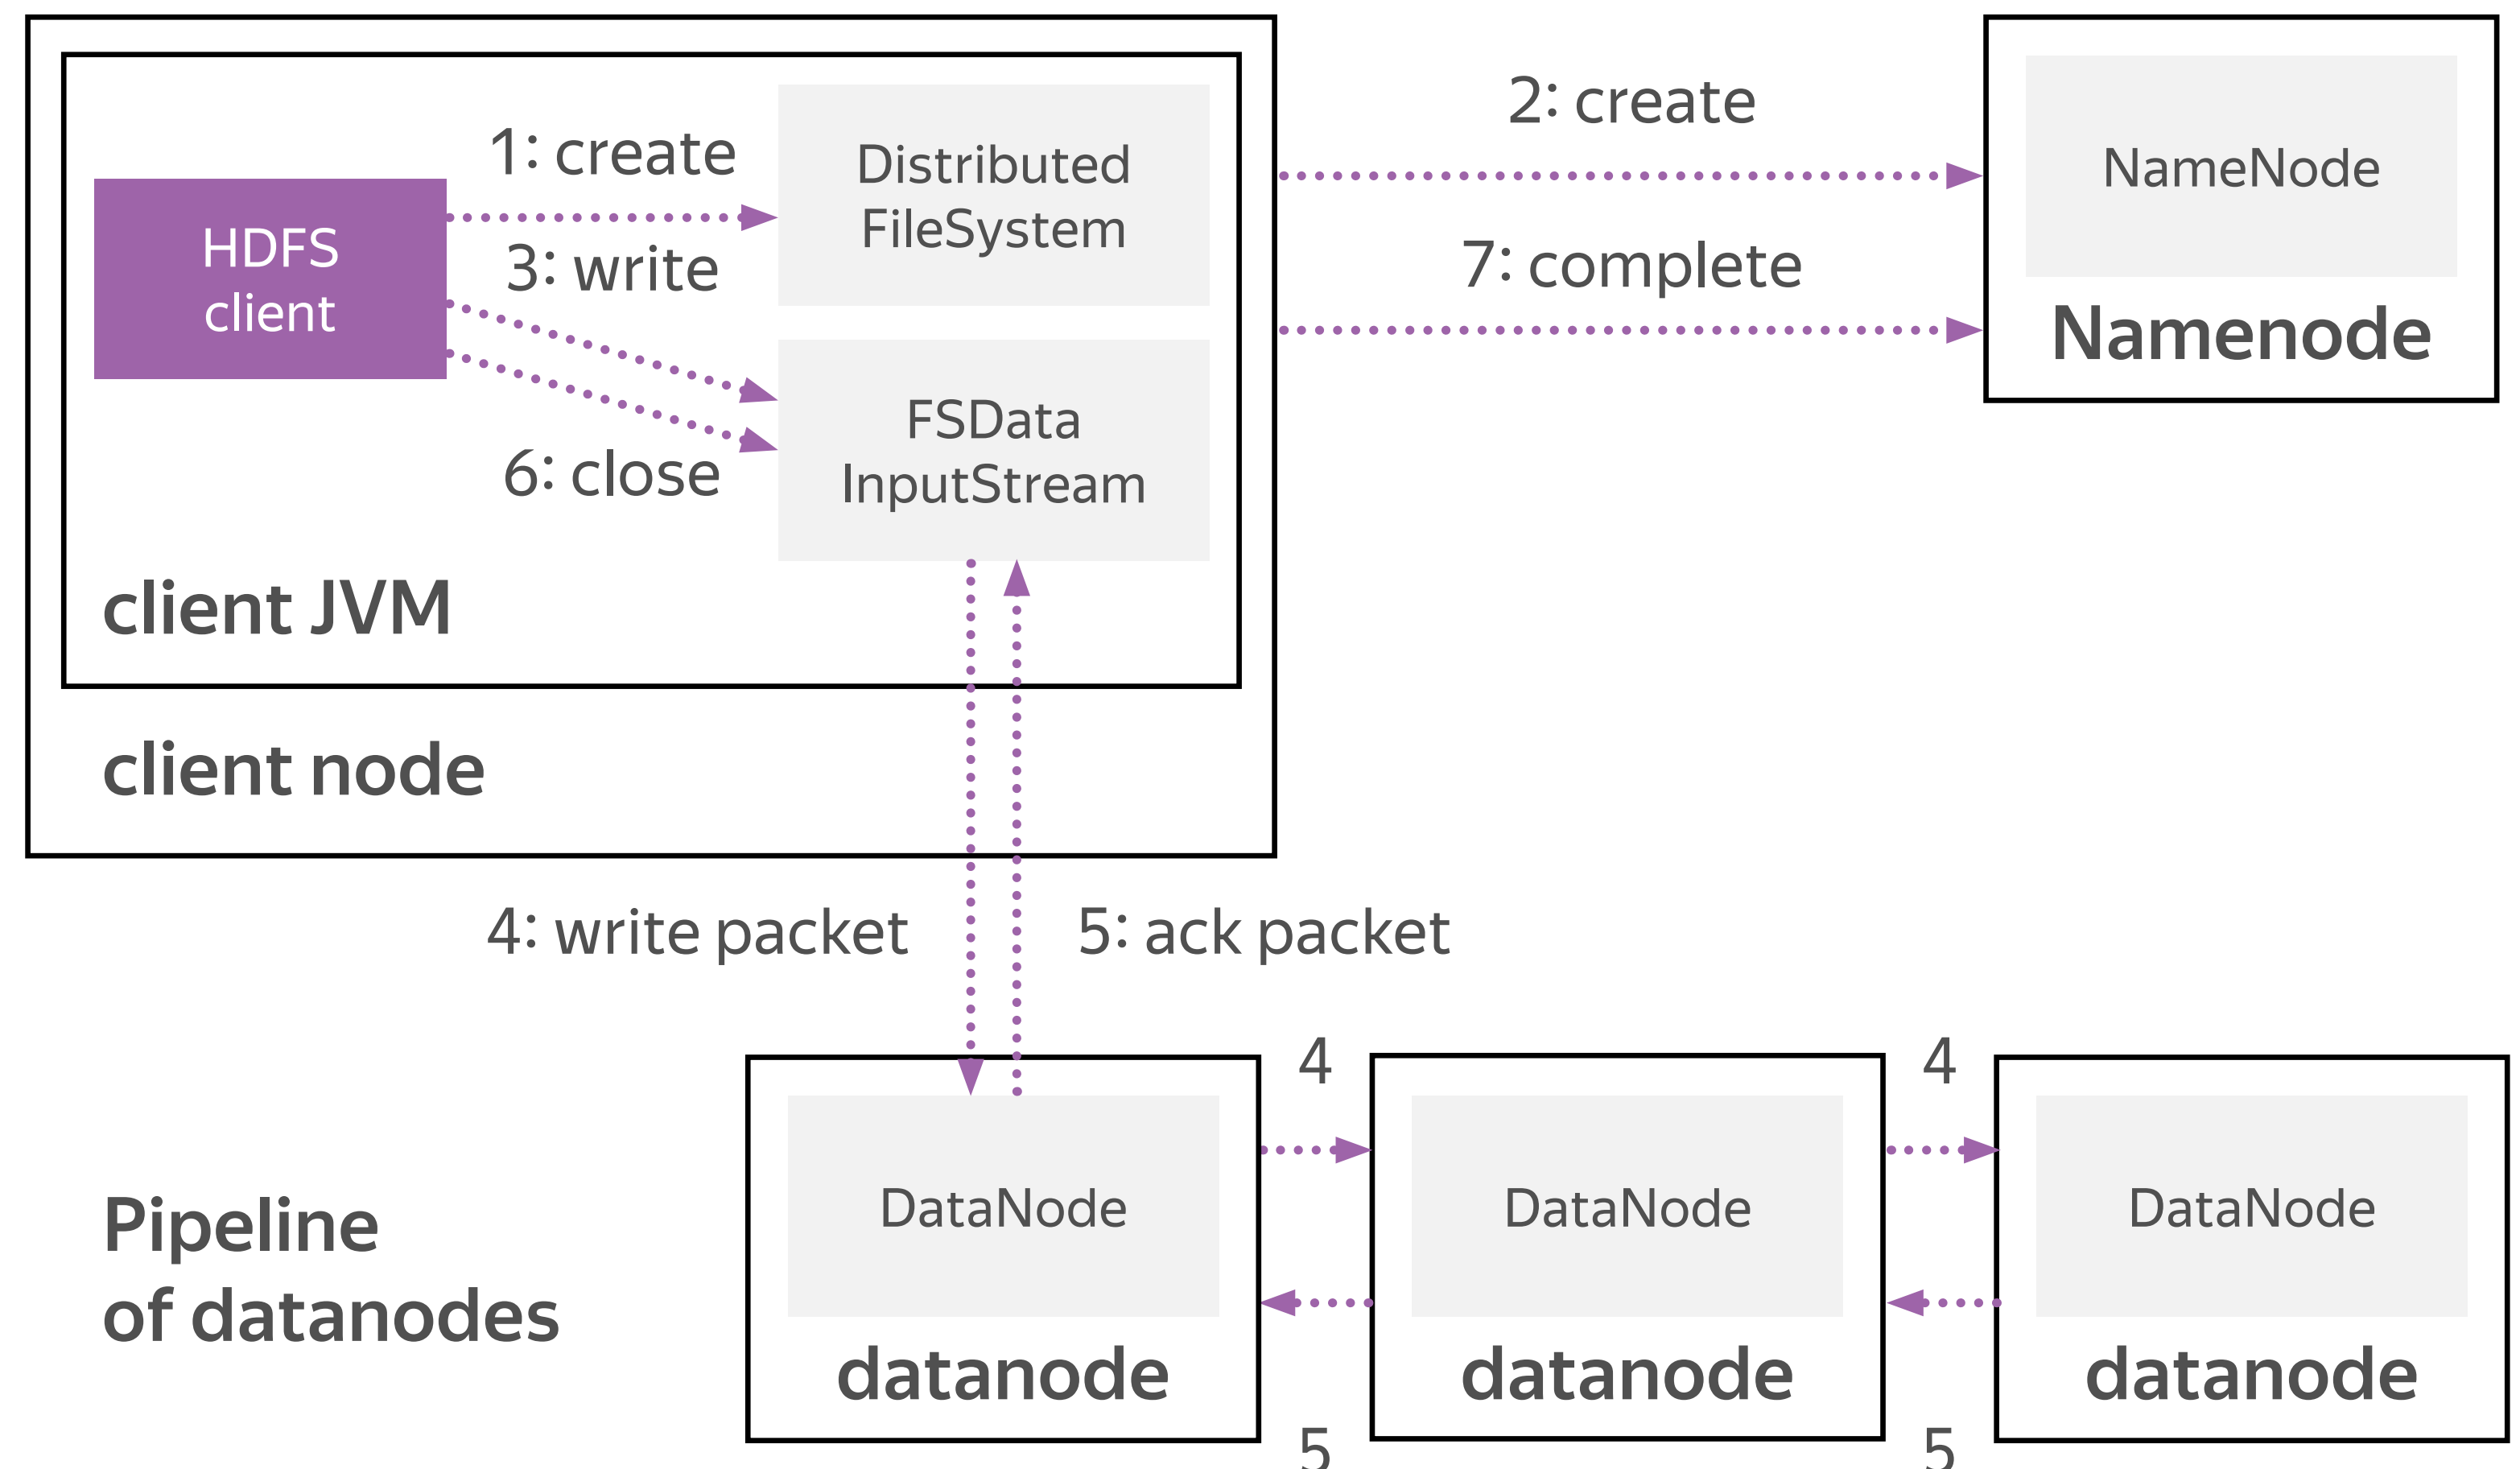 1: create
Distributed
FileSystem
HDFS
client
3: write
FSData
InputStream
6: close
client JVM
client node
2: create
7: complete
NameNode
Namenode
4: write packet
5: ack packet
4
4
Pipeline
of datanodes
DataNode
datanode
DataNode
datanode
DataNode
datanode
5
5